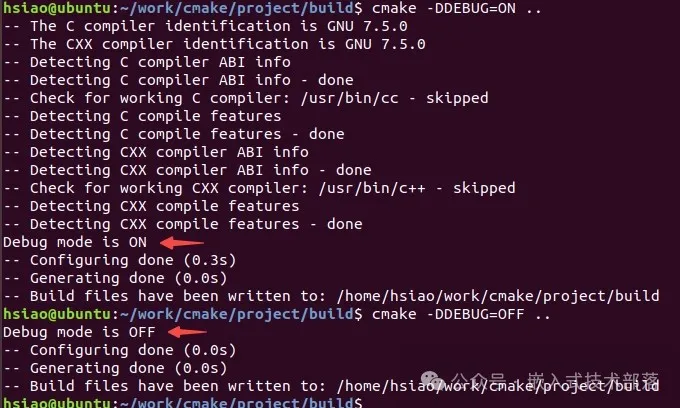 hsiao@ubuntu:~/work/cmake/project/build$ cmake -DDEBUG=ON ..
-- The C compiler identification is GNU 7.5.0
-- The CXX compiler identification is GNU 7.5.0
-- Detecting C compiler ABI info
-- Detecting C compiler ABI info - done
-- Check for working C compiler: /usr/bin/cc - skipped
-- Detecting C compile features
-- Detecting C compile features - done
-- Detecting CXX compiler ABI info
-- Detecting CXX compiler ABI info - done
-- Check for working CXX compiler: /usr/bin/c++ - skipped
-- Detecting CXX compile features
-- Detecting CXX compile features - done
Debug mode is ON
-- Configuring done (0.3s)
-- Generating done (0.0s)
-- Build files have been written to: /home/hsiao/work/cmake/project/build
hsiao@ubuntu:~/work/cmake/project/build$ cmake -DDEBUG=OFF ..
Debug mode is OFF
-- Configuring done (0.0s)
-- Generating done (0.0s)
-- Build files have been written to: /home/hsiao/work/cmake/project/build
公众号 · 嵌入式技术部落
hsiao@ubuntu:~/work/cmake/project/build$